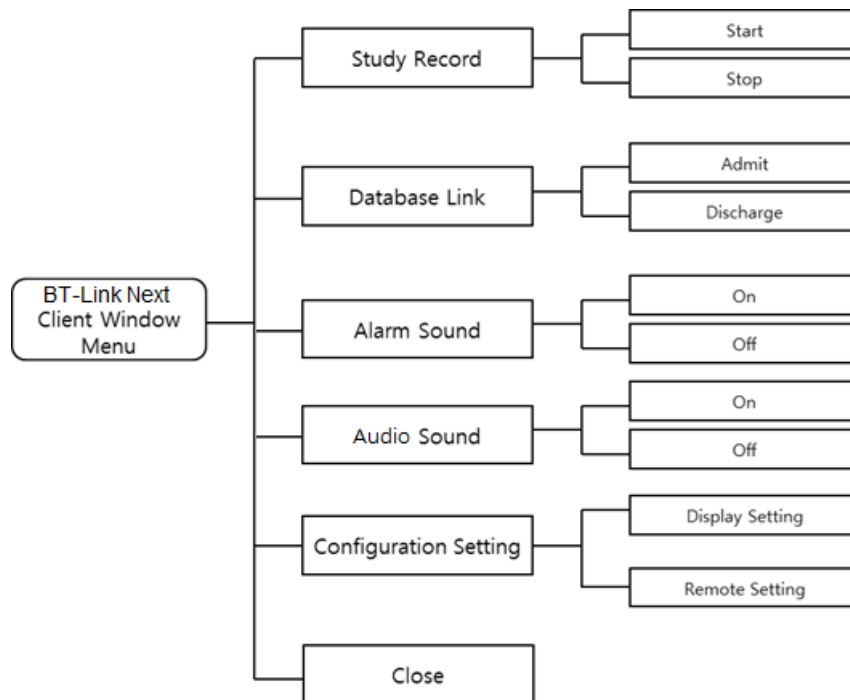 BT-Link Next
Client Window
Menu
Study Record
Start
Stop
Database Link
Admit
Discharge
Alarm Sound
On
Off
Audio Sound
On
Off
Configuration Setting
Display Setting
Remote Setting
Close